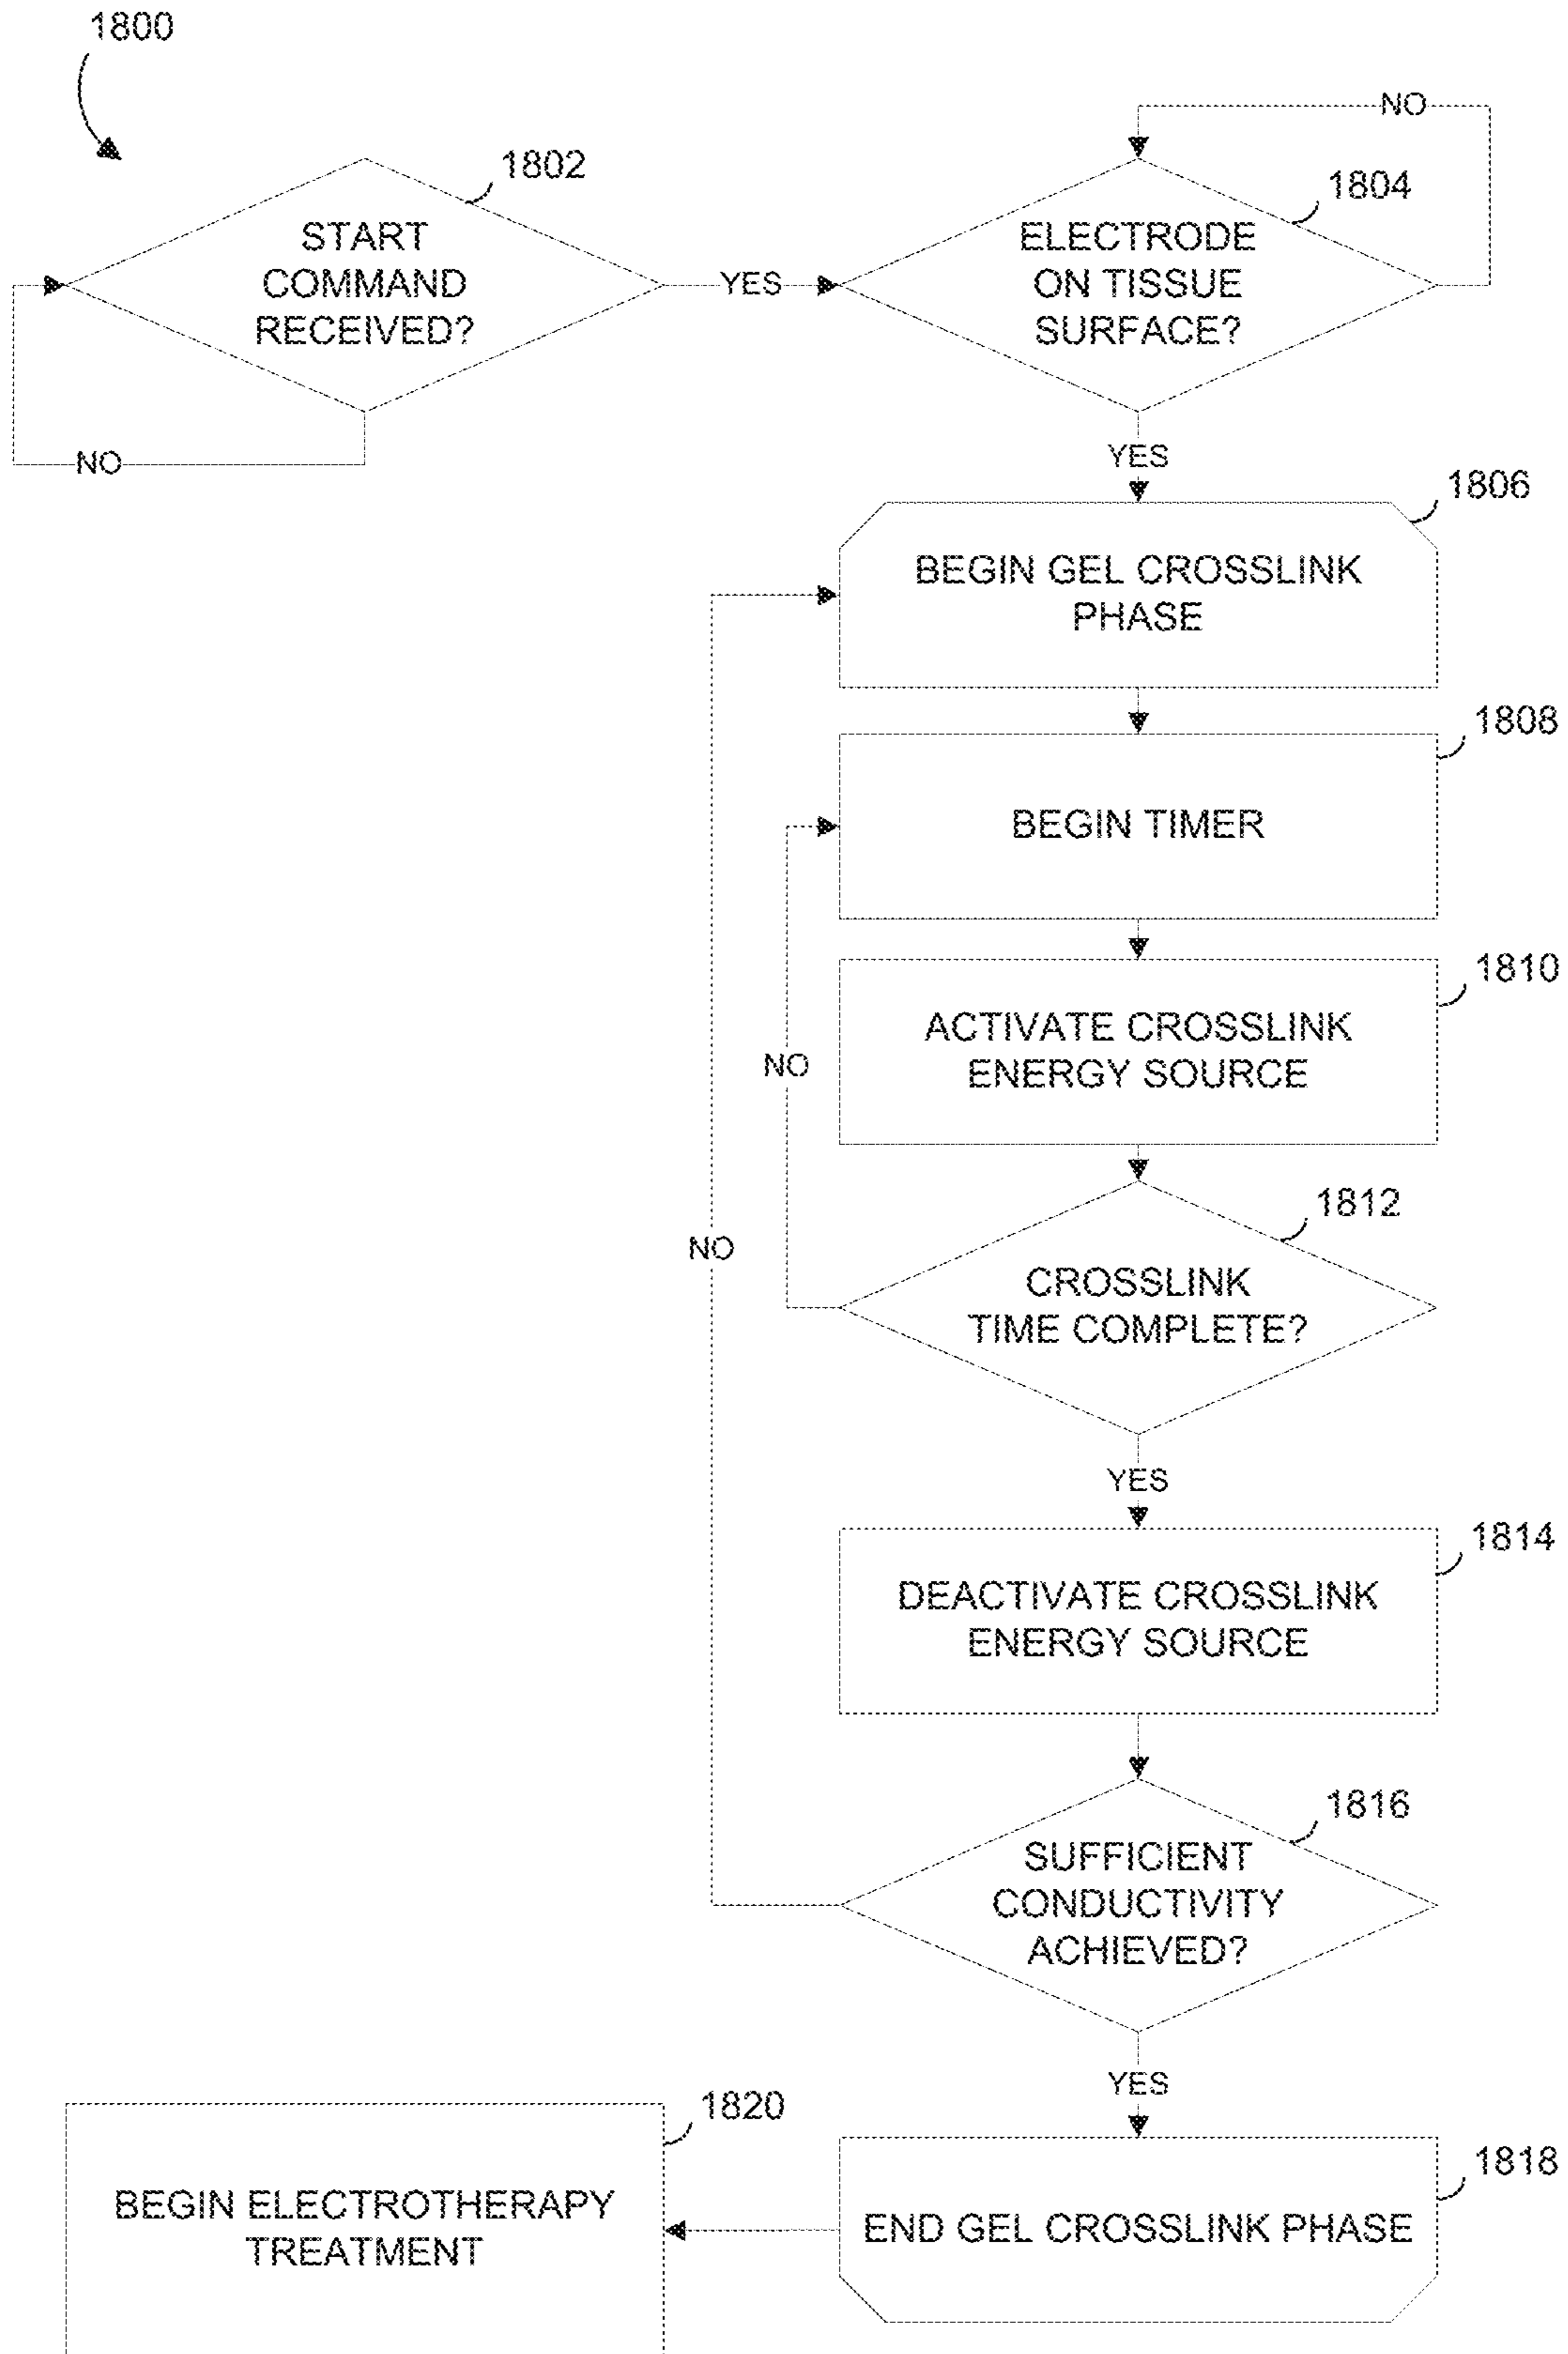 1800
1802
START
COMMAND
RECEIVED?
NO
YES
NO
1804
ELECTRODE
ON TISSUE
SURFACE?
YES
1806
BEGIN GEL CROSSLINK
PHASE
1808
BEGIN TIMER
1810
ACTIVATE CROSSLINK
ENERGY SOURCE
NO
1812
CROSSLINK
TIME COMPLETE?
NO
YES
1814
DEACTIVATE CROSSLINK
ENERGY SOURCE
1816
SUFFICIENT
CONDUCTIVITY
ACHIEVED?
YES
1818
END GEL CROSSLINK PHASE
1820
BEGIN ELECTROTHERAPY
TREATMENT